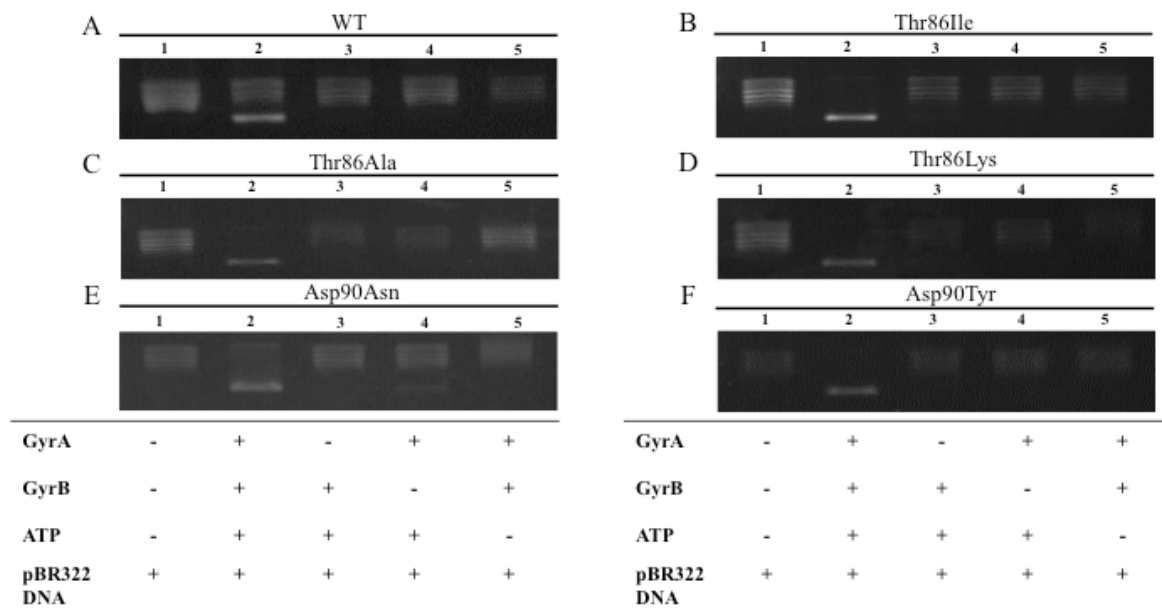 A WT
1 2 3 4 5
B Thr86Ile
1 2 3 4 5
C Thr86Ala
1 2 3 4 5
D Thr86Lys
1 2 3 4 5
E Asp90Asn
1 2 3 4 5
F Asp90Tyr
1 2 3 4 5
GyrA - + - + +
GyrB - + + - +
ATP - + + + -
pBR322 + + + + +
DNA
GyrA - + - + +
GyrB - + + - +
ATP - + + + -
pBR322 + + + + +
DNA